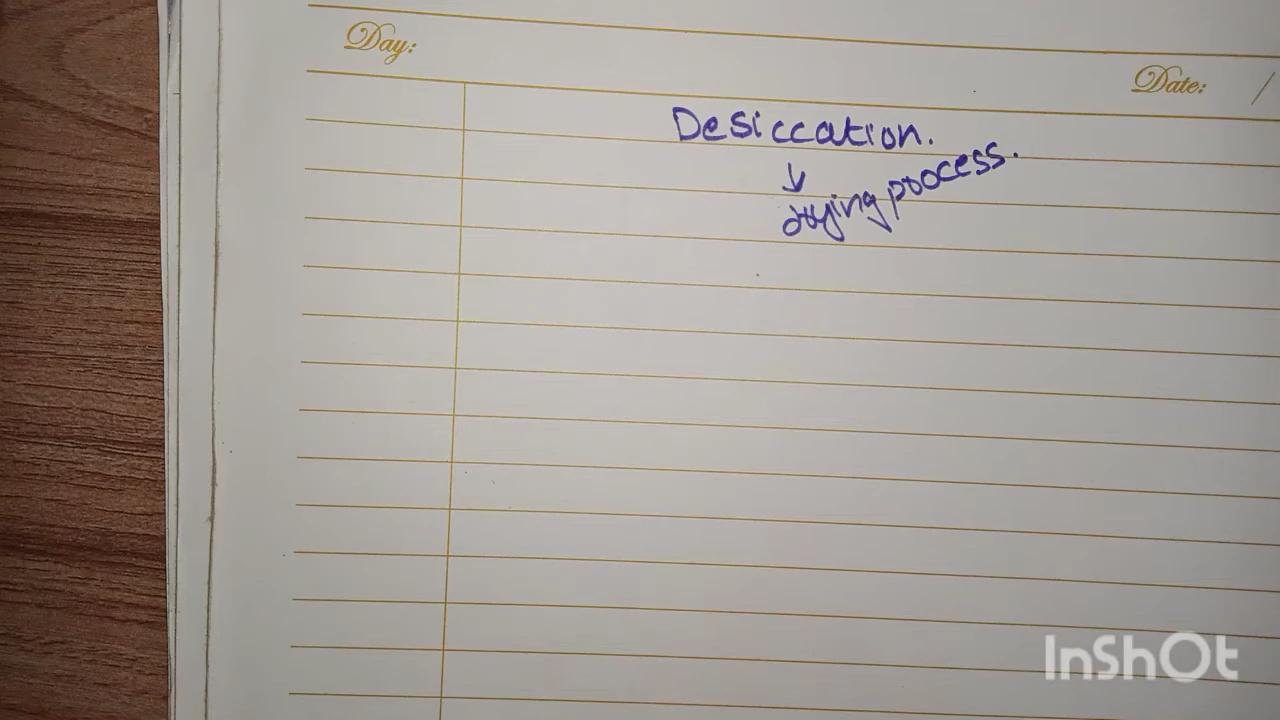 Day:
Date: /
Desiccation.
↓
drying process.
InShOt